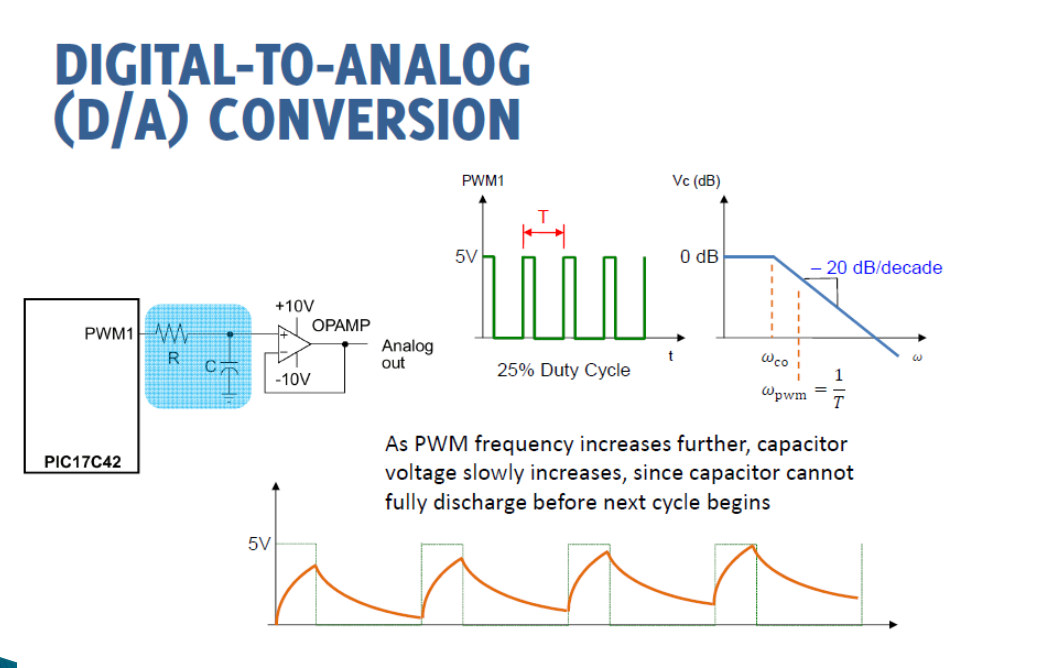 DIGITAL-TO-ANALOG
(D/A) CONVERSION
PWM1
T
5V
t
25% Duty Cycle
Vc (dB)
0 dB
– 20 dB/decade
ω
ω_co
ω_pwm = 1/T
PWM1
R
C
+10V
OPAMP
+
−
-10V
Analog
out
PIC17C42
As PWM frequency increases further, capacitor
voltage slowly increases, since capacitor cannot
fully discharge before next cycle begins
5V